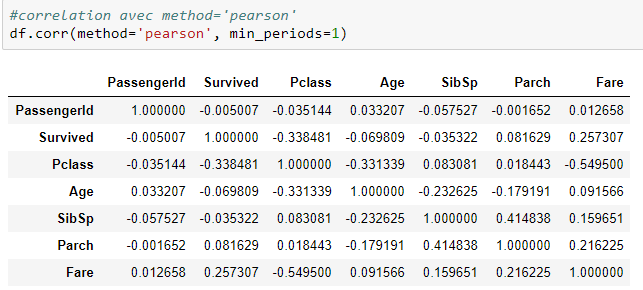 #correlation avec method='pearson'
df.corr(method='pearson', min_periods=1)
PassengerId Survived Pclass Age SibSp Parch Fare
PassengerId 1.000000 -0.005007 -0.035144 0.033207 -0.057527 -0.001652 0.012658
Survived -0.005007 1.000000 -0.338481 -0.069809 -0.035322 0.081629 0.257307
Pclass -0.035144 -0.338481 1.000000 -0.331339 0.083081 0.018443 -0.549500
Age 0.033207 -0.069809 -0.331339 1.000000 -0.232625 -0.179191 0.091566
SibSp -0.057527 -0.035322 0.083081 -0.232625 1.000000 0.414838 0.159651
Parch -0.001652 0.081629 0.018443 -0.179191 0.414838 1.000000 0.216225
Fare 0.012658 0.257307 -0.549500 0.091566 0.159651 0.216225 1.000000